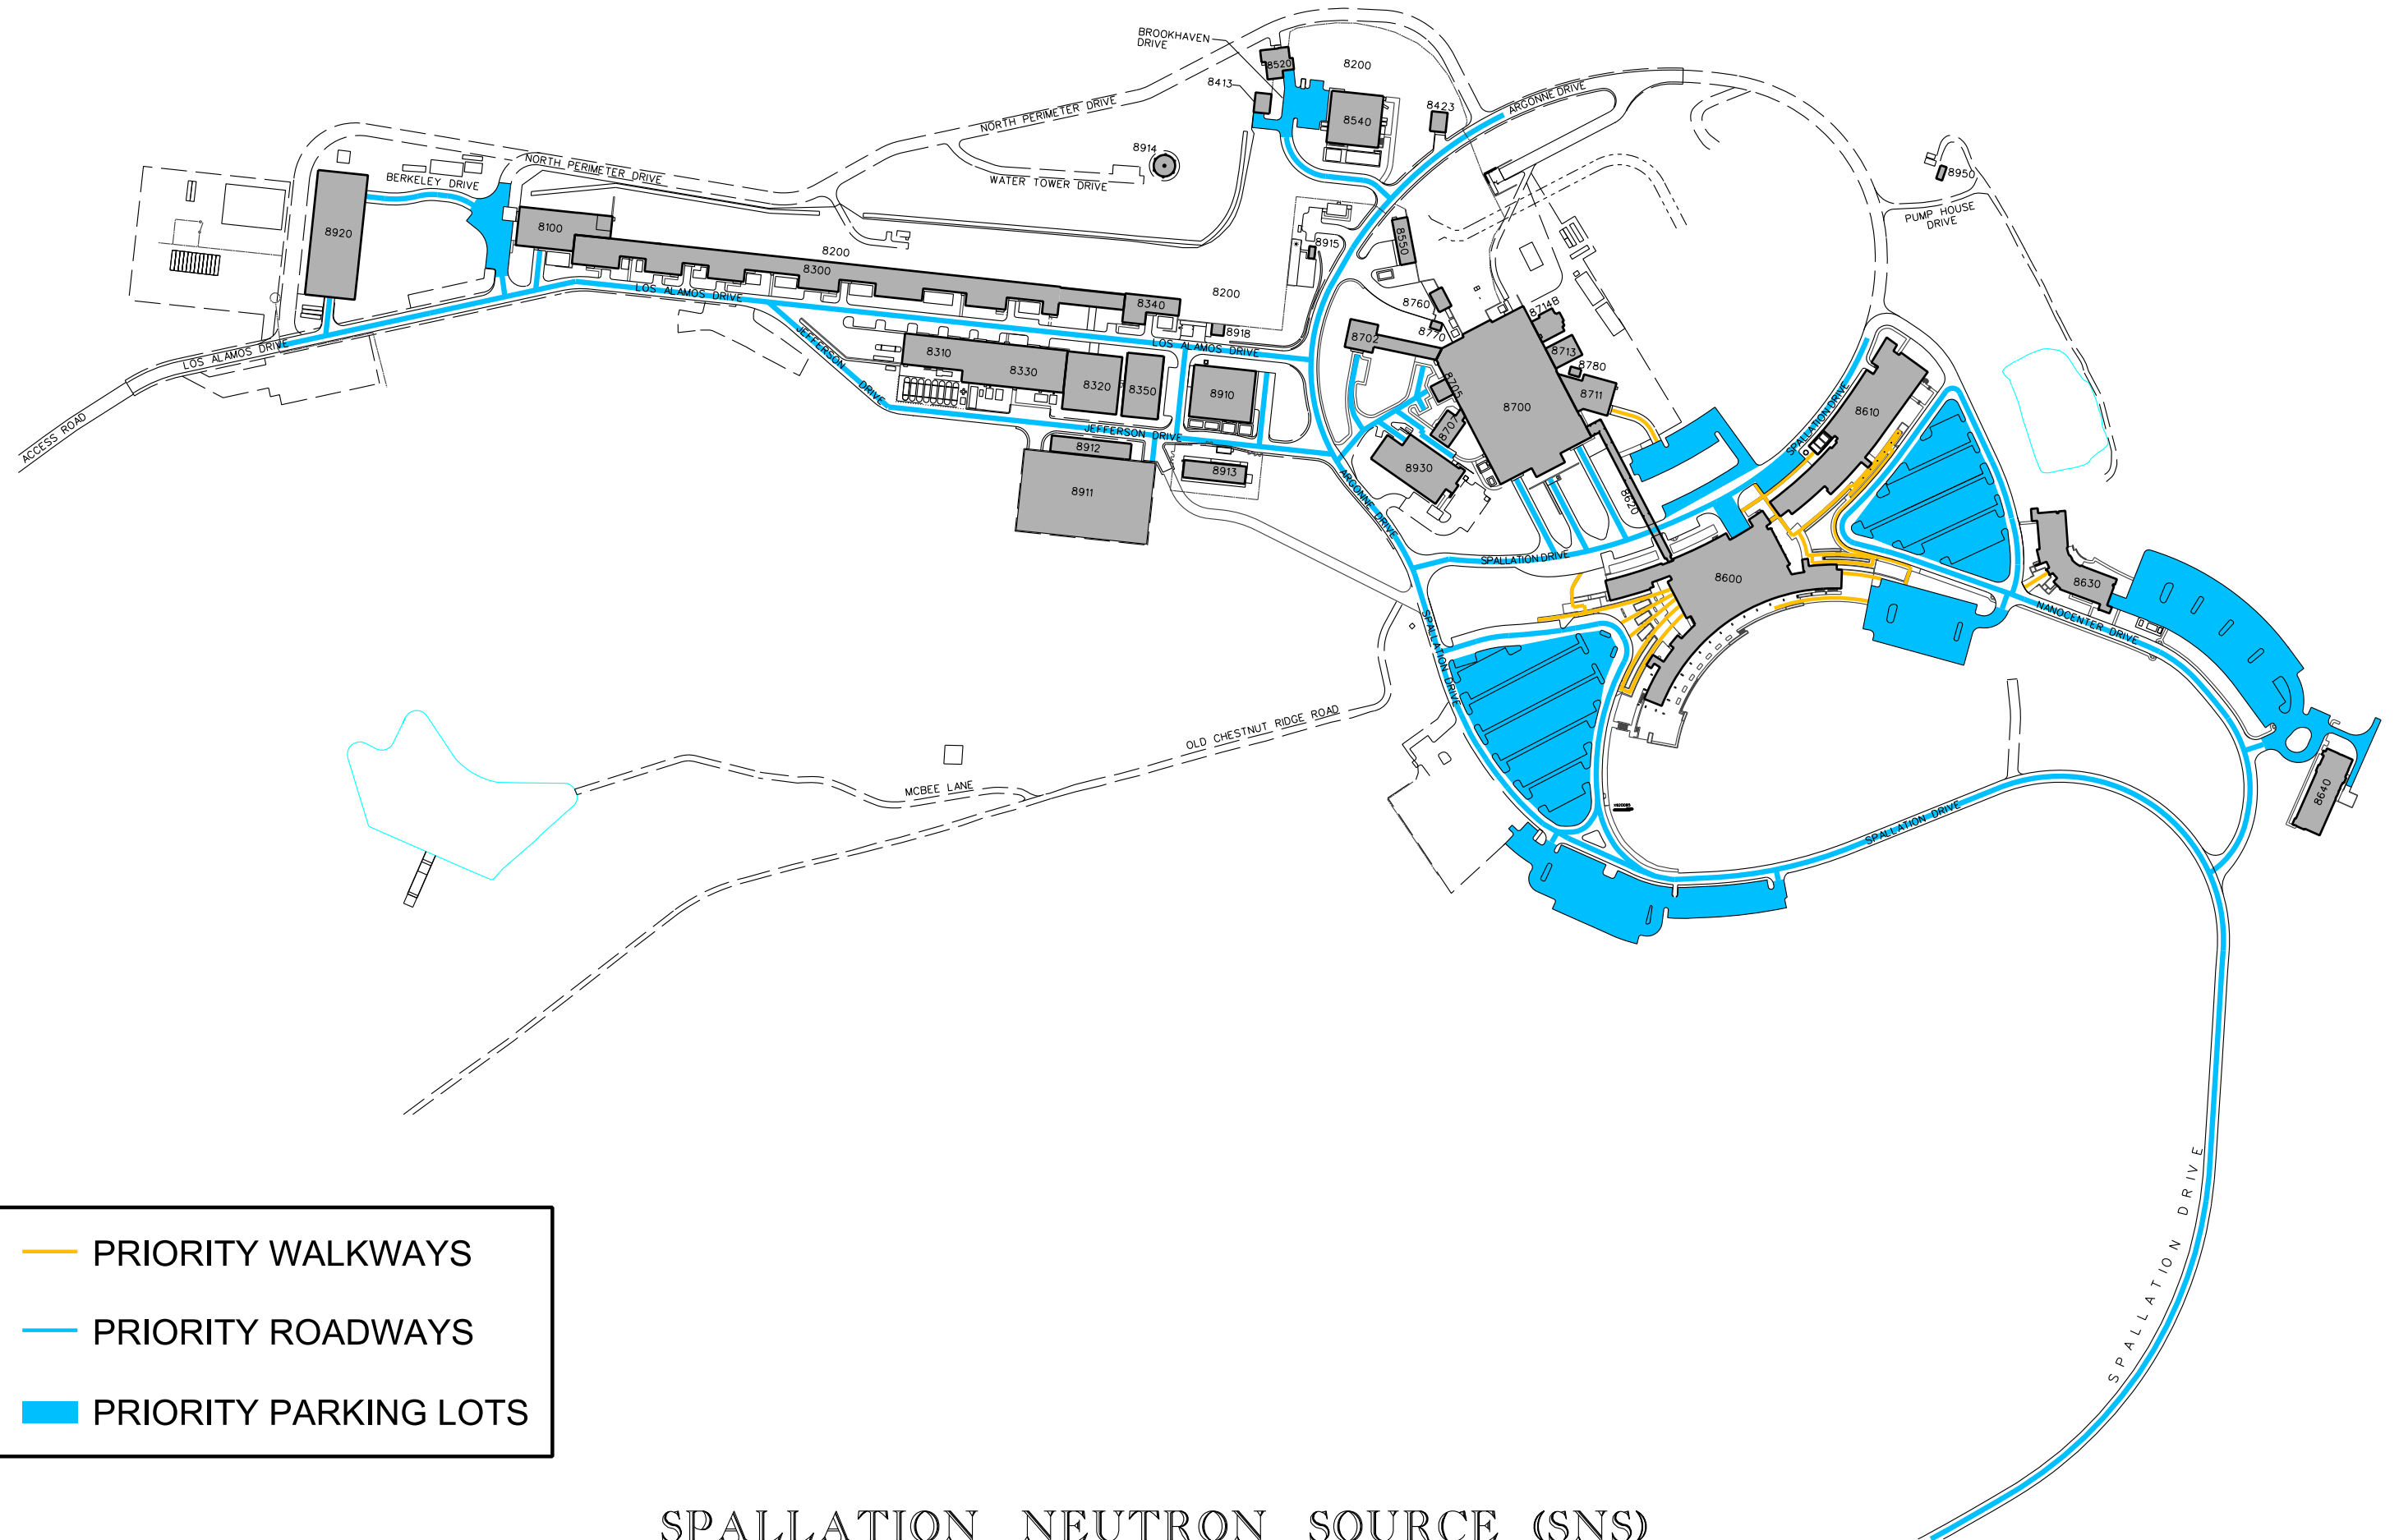 BROOKHAVEN
DRIVE
8520
8200
8413
ARGONNE DRIVE
NORTH PERIMETER DRIVE
8423
8540
8914
NORTH PERIMETER DRIVE
BERKELEY DRIVE
WATER TOWER DRIVE
8950
PUMP HOUSE
DRIVE
8920
8100
8200
8300
8915
8550
LOS ALAMOS DRIVE
8200
8340
8760
8714B
8918
8770
8702
JEFFERSON DRIVE
LOS ALAMOS DRIVE
LOS ALAMOS DRIVE
8310
8330
8320
8350
8910
8713
8780
8705
8711
8700
8610
SPALLATION DRIVE
ACCESS ROAD
JEFFERSON DRIVE
8707
8912
8913
8930
8911
ARGONNE DRIVE
8620
SPALLATION DRIVE
8600
8630
NANOCENTER DRIVE
SPALLATION DRIVE
OLD CHESTNUT RIDGE ROAD
MCBEE LANE
SPALLATION DRIVE
8640
SPALLATION DRIVE
PRIORITY WALKWAYS
PRIORITY ROADWAYS
PRIORITY PARKING LOTS
SPALLATION NEUTRON SOURCE (SNS)